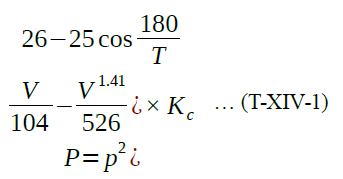 26−25 cos 180/T
V/104 − V^1.41/526 ¿ × K_c … (T-XIV-1)
P=p^2 ¿